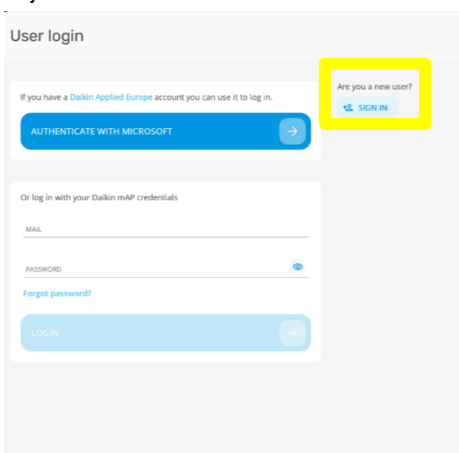 User login
If you have a Daikin Applied Europe account you can use it to log in.
AUTHENTICATE WITH MICROSOFT
Are you a new user?
SIGN IN
Or log in with your Daikin mAP credentials
MAIL
PASSWORD
Forgot password?
LOGIN